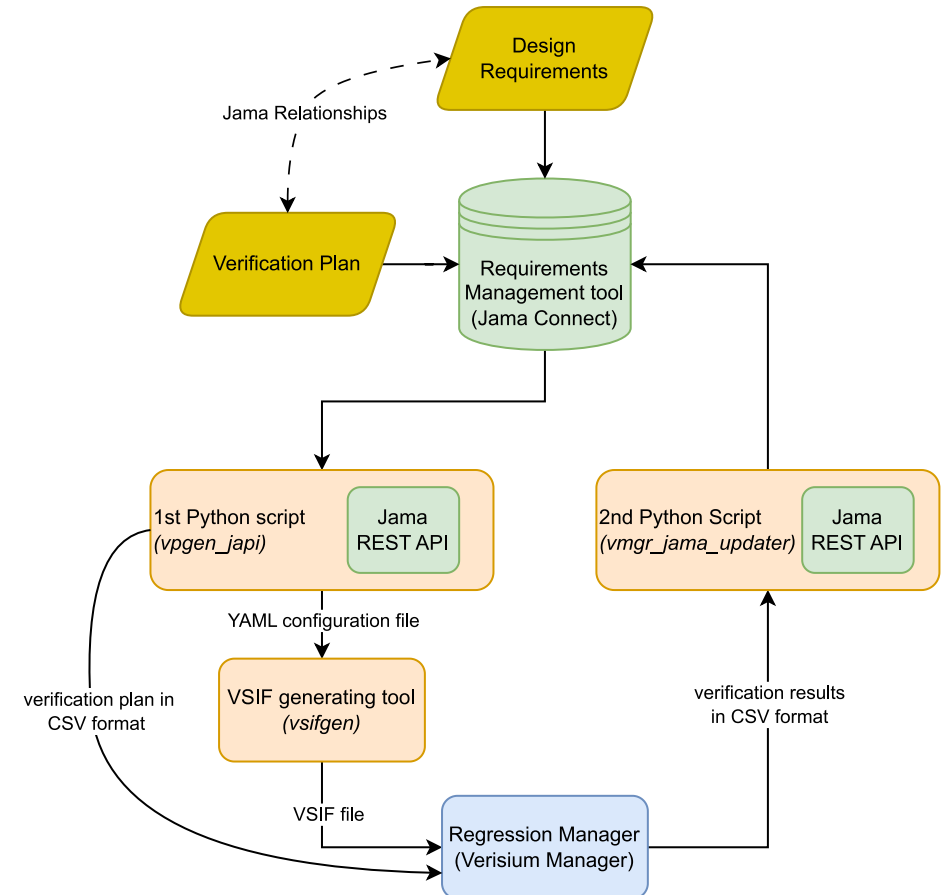 Design
Requirements
Jama Relationships
Verification Plan
Requirements
Management tool
(Jama Connect)
1st Python script
(vpgen_japi)
Jama
REST API
2nd Python Script
(vmgr_jama_updater)
Jama
REST API
YAML configuration file
VSIF generating tool
(vsifgen)
verification plan in
CSV format
verification results
in CSV format
VSIF file
Regression Manager
(Verisium Manager)